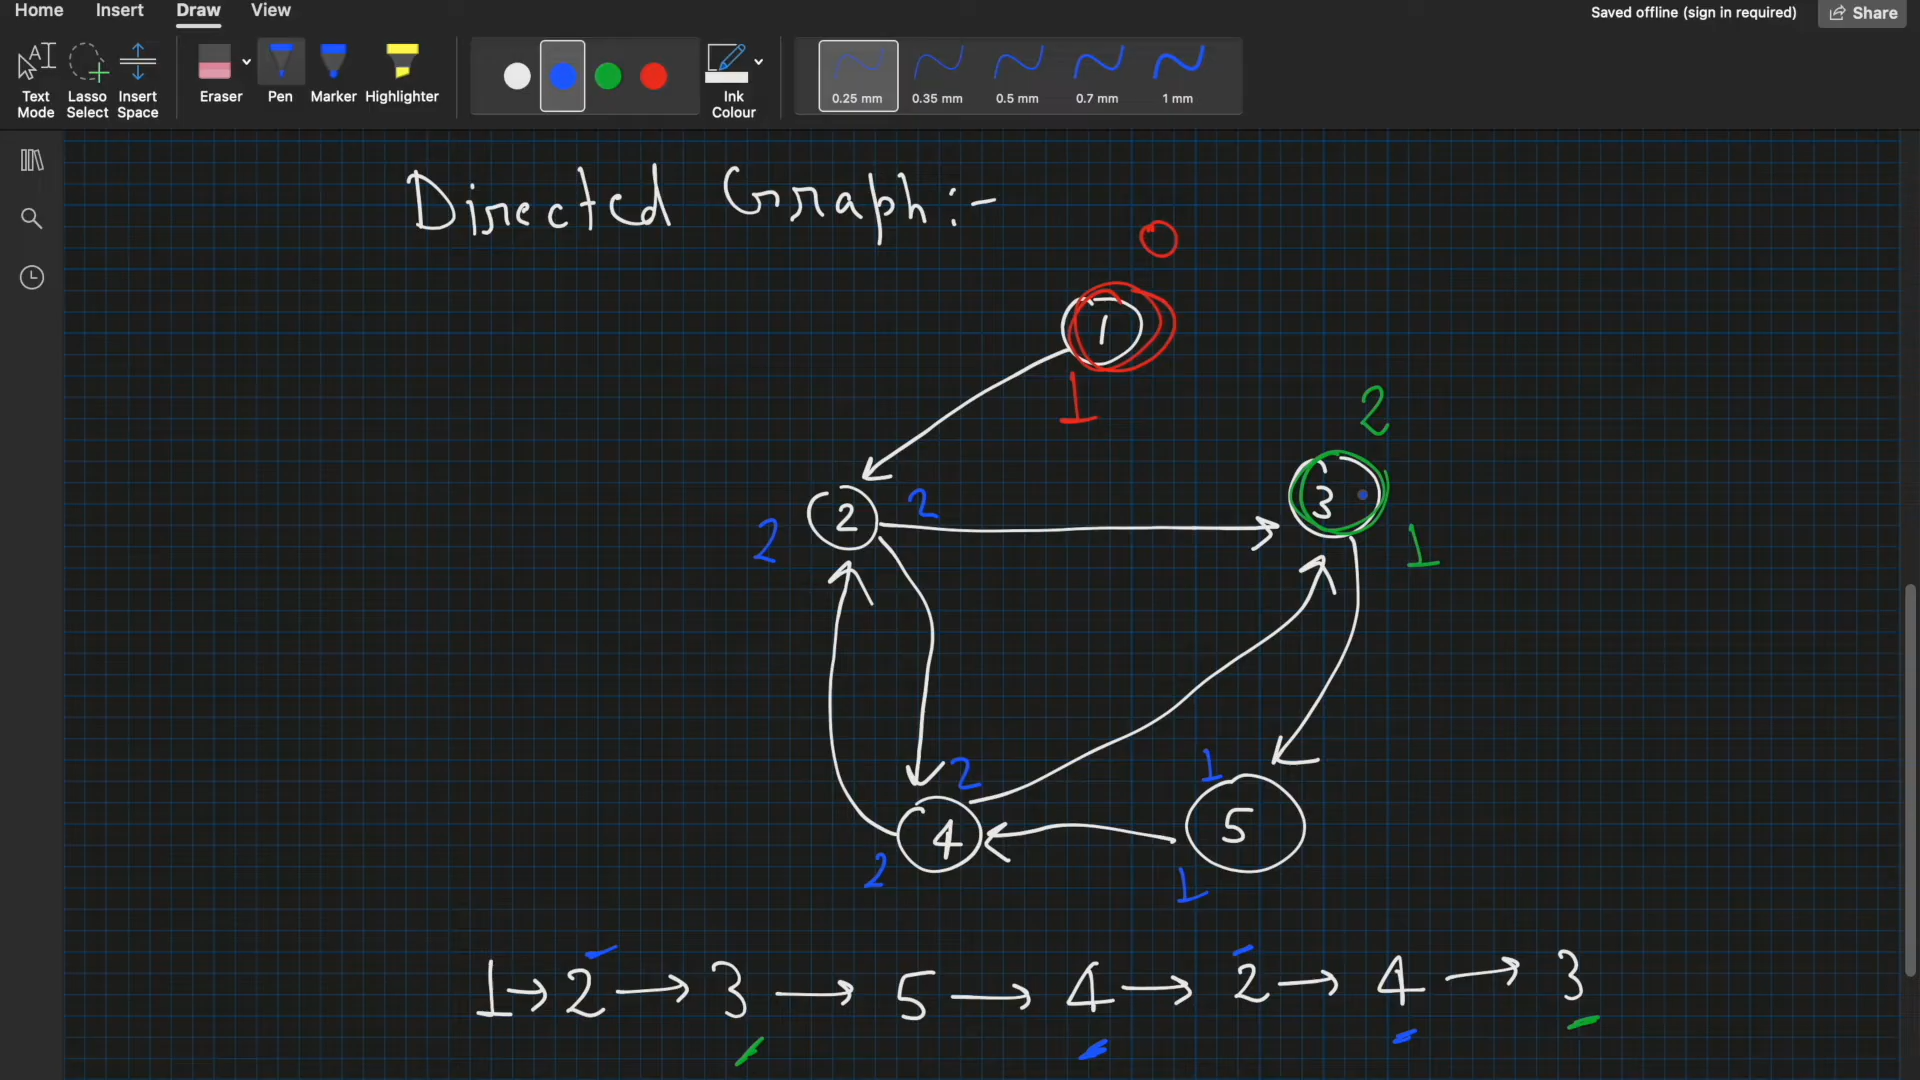 Home Insert Draw View
Saved offline (sign in required) Share
Text Mode
Lasso Select
Insert Space
Eraser
Pen
Marker
Highlighter
Ink Colour
0.25 mm
0.35 mm
0.5 mm
0.7 mm
1 mm
Directed Graph:-
0
1
1
2
2 2 2
3
1
1 2
4 5
2 1
1 → 2 → 3 → 5 → 4 → 2 → 4 → 3